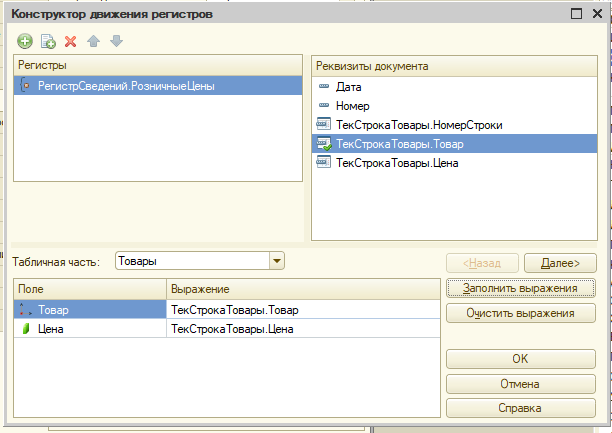 Конструктор движения регистров
Регистры
РегистрСведений.РозничныеЦены
Реквизиты документа
Дата
Номер
ТекСтрокаТовары.НомерСтроки
ТекСтрокаТовары.Товар
ТекСтрокаТовары.Цена
Табличная часть: Товары
<Назад Далее>
Поле Выражение
Товар ТекСтрокаТовары.Товар
Цена ТекСтрокаТовары.Цена
Заполнить выражения
Очистить выражения
OK
Отмена
Справка